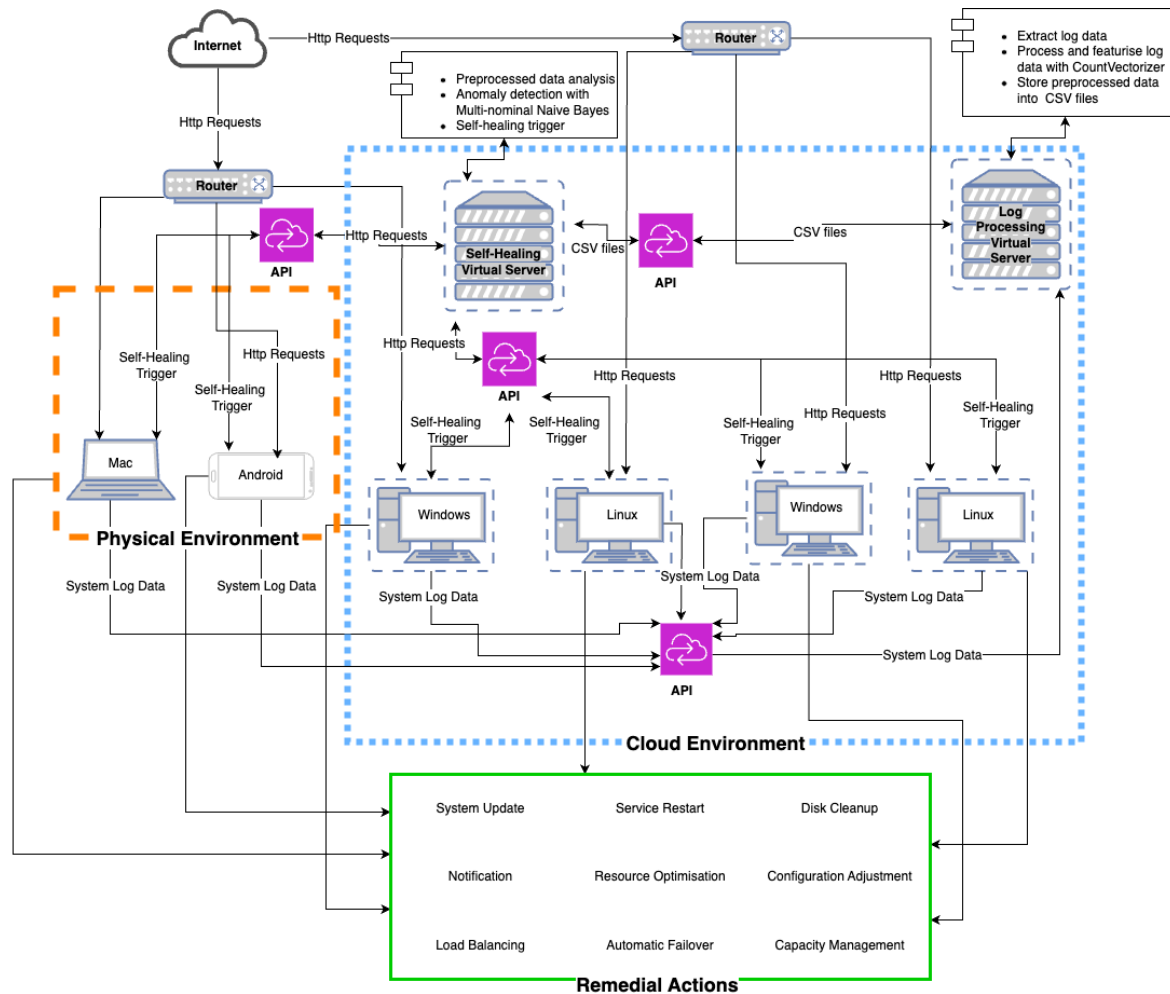 Internet
Http Requests
Router
Extract log data
Process and featurise log
data with CountVectorizer
Store preprocessed data
into CSV files
Preprocessed data analysis
Anomaly detection with
Multi-nominal Naive Bayes
Self-healing trigger
Http Requests
Router
API
Http Requests
Self-Healing
Virtual Server
CSV files
API
CSV files
Log
Processing
Virtual
Server
Self-Healing
Trigger
Http Requests
Self-Healing
Trigger
Http Requests
API
Http Requests
Http Requests
Self-Healing
Trigger
Self-Healing
Trigger
Self-Healing
Trigger
Http Requests
Self-Healing
Trigger
Mac
Android
Physical Environment
Windows
Linux
Windows
Linux
System Log Data
System Log Data
System Log Data
System Log Data
System Log Data
API
System Log Data
Cloud Environment
System Update
Service Restart
Disk Cleanup
Notification
Resource Optimisation
Configuration Adjustment
Load Balancing
Automatic Failover
Capacity Management
Remedial Actions